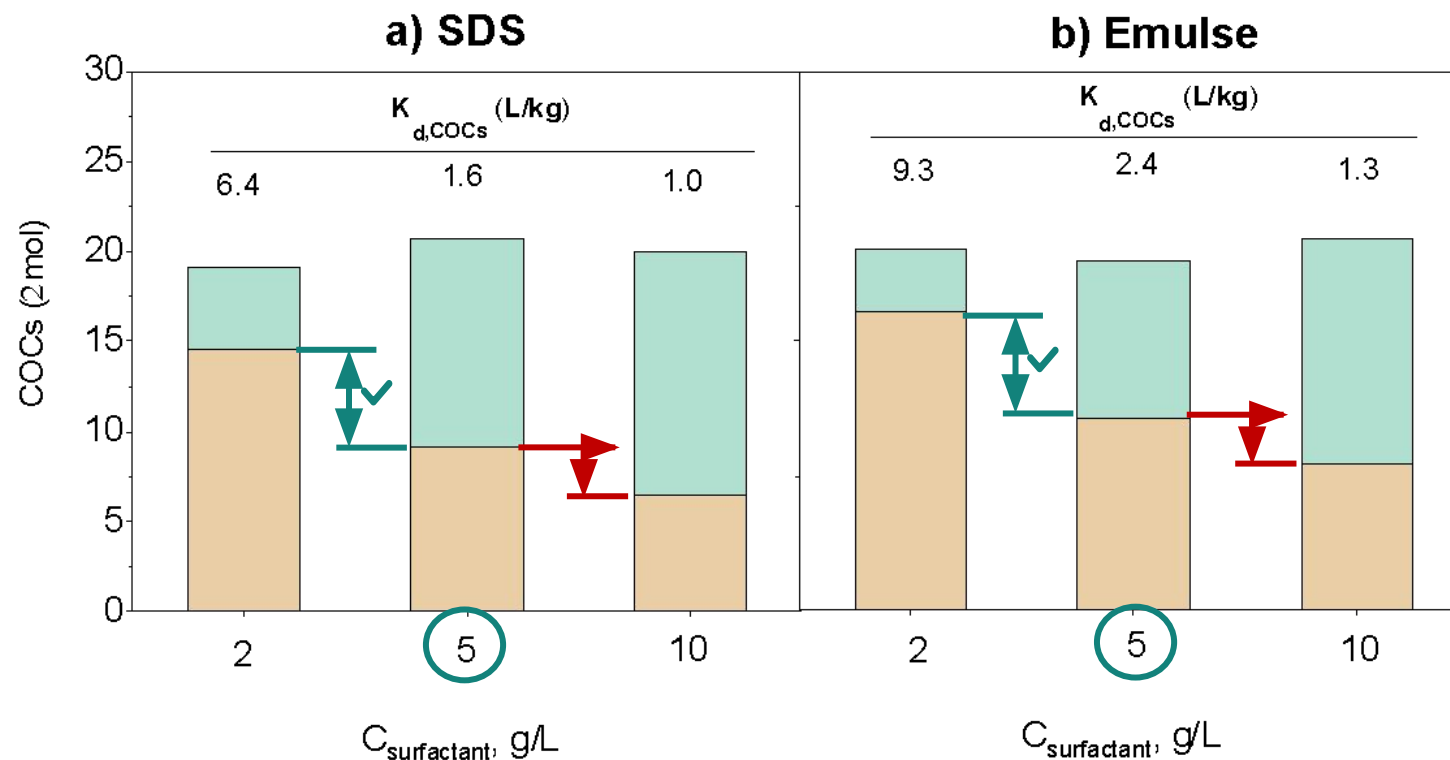 a) SDS
b) Emulse
30
25
20
15
10
5
0
COCs (2 mol)
K d,COCs (L/kg)
6.4 1.6 1.0
2 5 10
C surfactant, g/L
K d,COCs (L/kg)
9.3 2.4 1.3
2 5 10
C surfactant, g/L